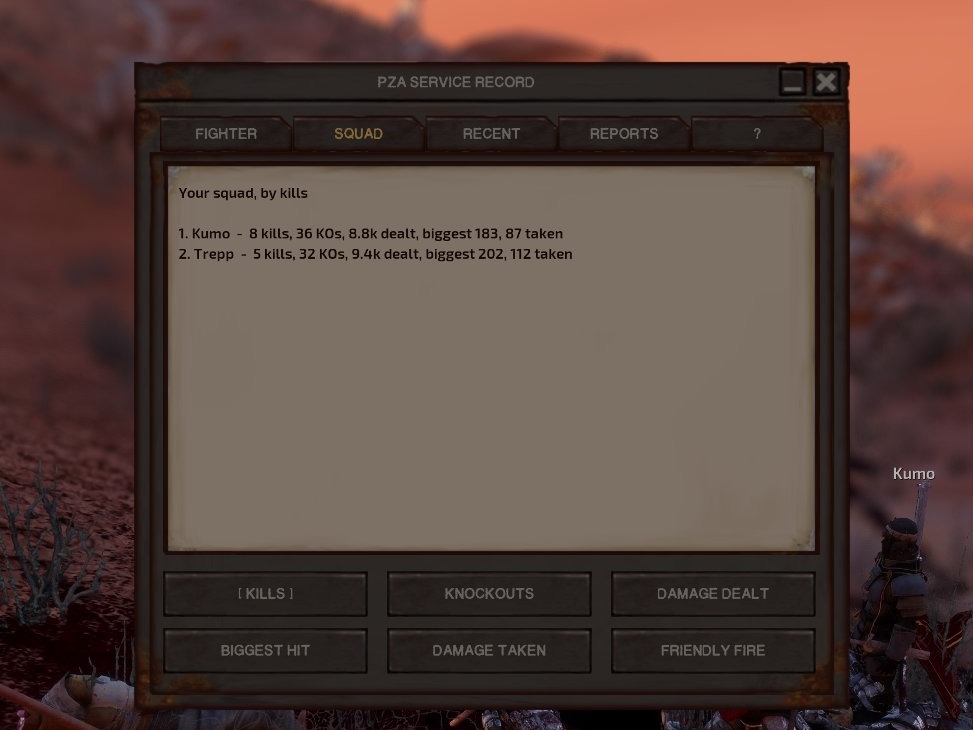 PZA SERVICE RECORD
FIGHTER SQUAD RECENT REPORTS ?
Your squad, by kills
1. Kumo - 8 kills, 36 KOs, 8.8k dealt, biggest 183, 87 taken
2. Trepp - 5 kills, 32 KOs, 9.4k dealt, biggest 202, 112 taken
Kumo
[ KILLS ] KNOCKOUTS DAMAGE DEALT
BIGGEST HIT DAMAGE TAKEN FRIENDLY FIRE